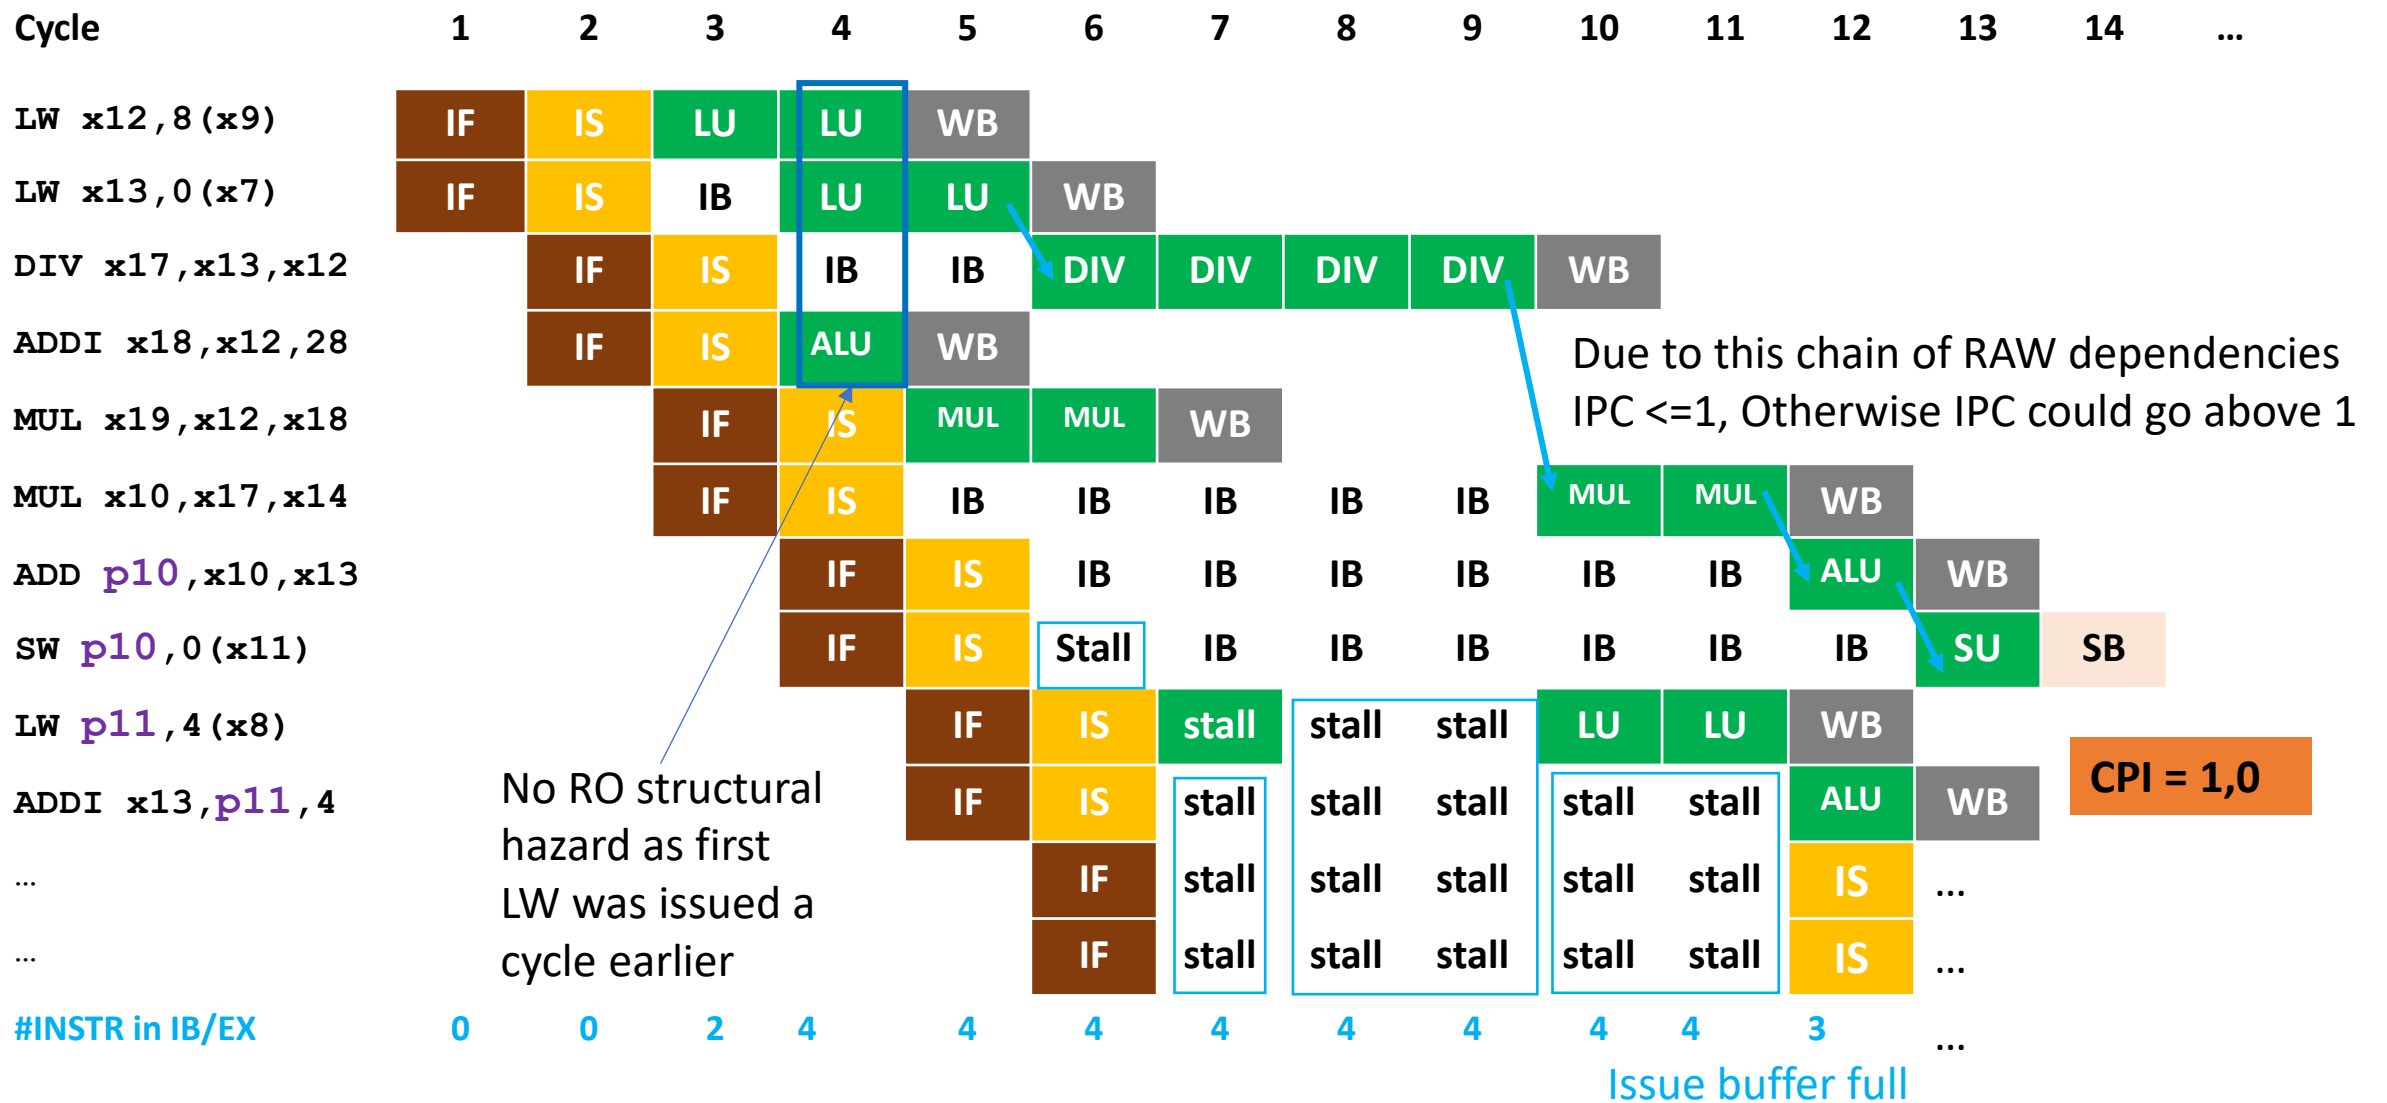 Cycle 1 2 3 4 5 6 7 8 9 10 11 12 13 14 ...
LW x12,8(x9) IF IS LU LU WB
LW x13,0(x7) IF IS IB LU LU WB
DIV x17,x13,x12 IF IS IB IB DIV DIV DIV DIV WB
ADDI x18,x12,28 IF IS ALU WB
Due to this chain of RAW dependencies
IPC <=1, Otherwise IPC could go above 1
MUL x19,x12,x18 IF IS MUL MUL WB
MUL x10,x17,x14 IF IS IB IB IB IB IB MUL MUL WB
ADD p10,x10,x13 IF IS IB IB IB IB IB IB ALU WB
SW p10,0(x11) IF IS Stall IB IB IB IB IB IB SU SB
LW p11,4(x8) IF IS stall stall stall LU LU WB
ADDI x13,p11,4 IF IS stall stall stall stall stall ALU WB
CPI = 1,0
No RO structural
hazard as first
LW was issued a
cycle earlier
... IF stall stall stall stall stall IS ...
... IF stall stall stall stall stall IS ...
#INSTR in IB/EX 0 0 2 4 4 4 4 4 4 4 4 3 ...
Issue buffer full